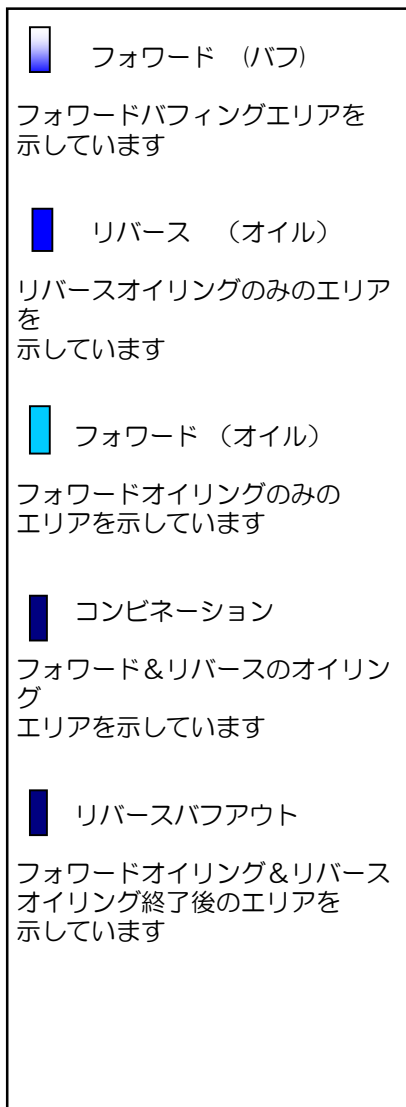 フォワード　(バフ)
フォワードバフィングエリアを
示しています
リバース　（オイル）
リバースオイリングのみのエリア
を
示しています
フォワード （オイル）
フォワードオイリングのみの
エリアを示しています
コンビネーション
フォワード＆リバースのオイリン
グ
エリアを示しています
リバースバフアウト
フォワードオイリング＆リバース
オイリング終了後のエリアを
示しています